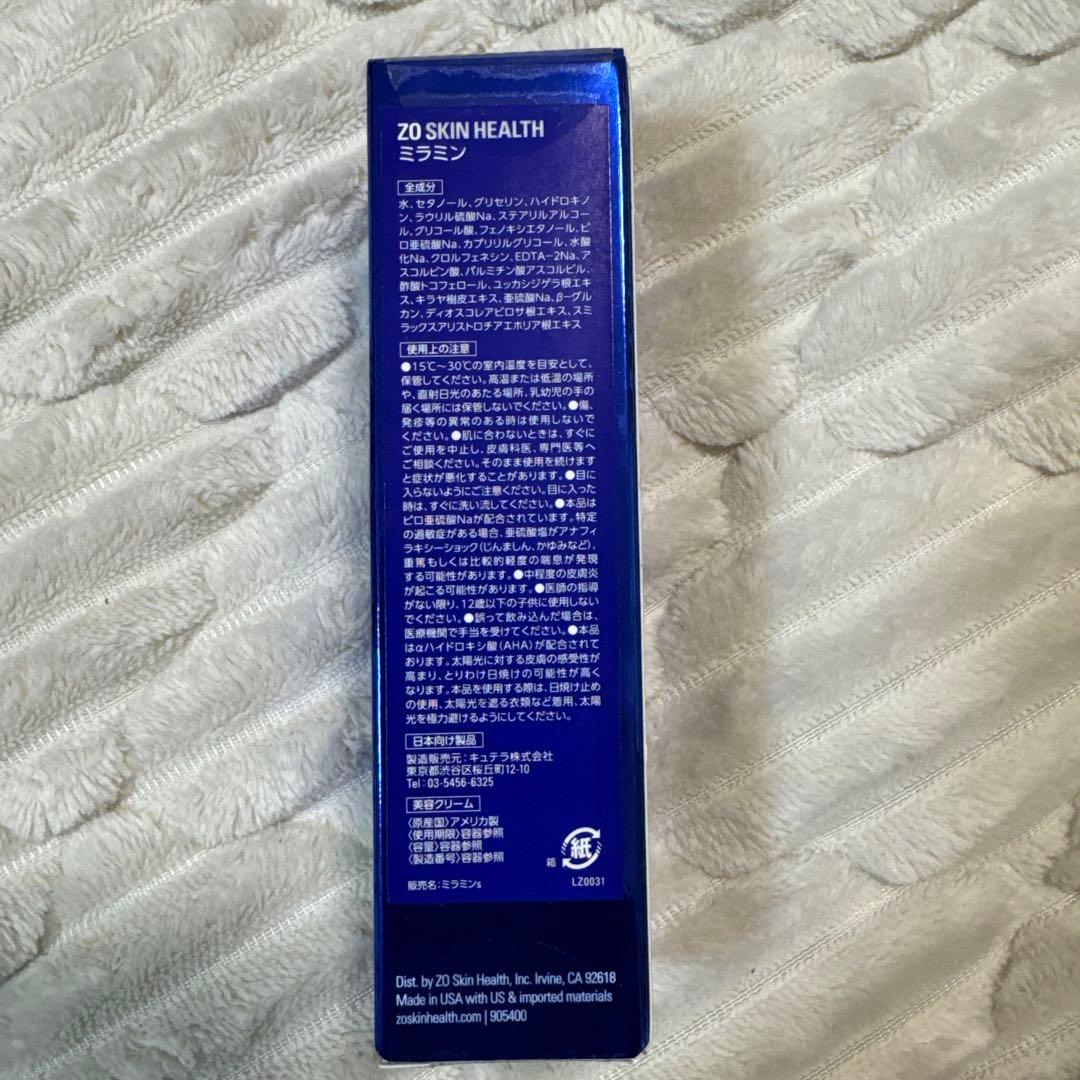 ZO SKIN HEALTH
ミラミン
全成分
水、セタノール、グリセリン、ハイドロキノ
ン、ラウリル硫酸Na、ステアリルアルコー
ル、グリコール酸、フェノキシエタノール、ピ
ロ亜硫酸Na、カプリリルグリコール、水酸
化Na、クロルフェネシン、EDTA-2Na、ア
スコルビン酸、パルミチン酸アスコルビル、
酢酸トコフェロール、ユッカシジゲラ根エキ
ス、キラヤ樹皮エキス、亜硫酸Na、β-グル
カン、ディオスコレアビロサ根エキス、スミ
ラックスアリストロチアエホリア根エキス
使用上の注意
●15℃〜30℃の室内温度を目安として、
保管してください。高温または低温の場所
や、直射日光のあたる場所、乳幼児の手の
届く場所には保管しないでください。●傷、
発疹等の異常のある時は使用しないで
ください。●肌に合わないときは、すぐに
ご使用を中止し、皮膚科医、専門医等へ
ご相談ください。そのまま使用を続けます
と症状が悪化することがあります。●目に
入らないようにご注意ください。目に入った
時は、すぐに洗い流してください。●本品は
ピロ亜硫酸Naが配合されています。特定
の過敏症がある場合、亜硫酸塩がアナフィ
ラキシーショック(じんましん、かゆみなど)、
重篤もしくは比較的軽度の喘息が発現
する可能性があります。●中程度の皮膚炎
が起こる可能性があります。●医師の指導
がない限り、12歳以下の子供に使用しない
でください。●誤って飲み込んだ場合は、
医療機関で手当を受けてください。●本品
はαハイドロキシ酸(AHA)が配合されて
おります。太陽光に対する皮膚の感受性が
高まり、とりわけ日焼けの可能性が高く
なります。本品を使用する際は、日焼け止め
の使用、太陽光を遮る衣類など着用、太陽
光を極力避けるようにしてください。
日本向け製品
製造販売元:キュテラ株式会社
東京都渋谷区桜丘町12-10
Tel:03-5456-6325
美容クリーム
〈原産国〉アメリカ製
〈使用期限〉容器参照
〈容量〉容器参照
〈製造番号〉容器参照
箱 紙
販売名:ミラミンs
LZ0031
Dist. by ZO Skin Health, Inc. Irvine, CA 92618
Made in USA with US & imported materials
zoskinhealth.com | 905400